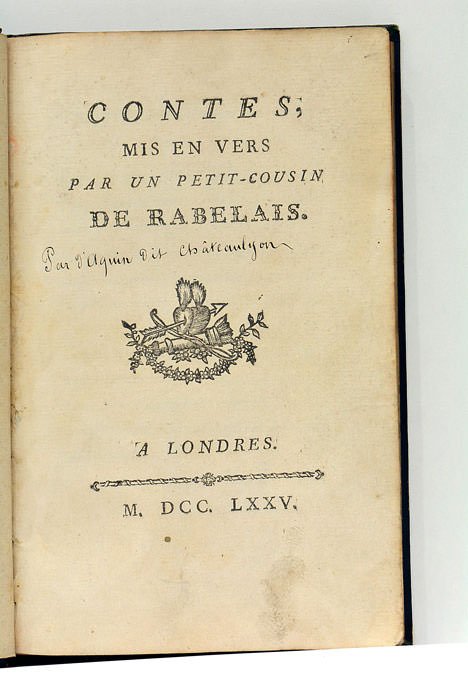 CONTES,
MIS EN VERS
PAR UN PETIT-COUSIN
DE RABELAIS.
Par d'Aquin dit Châteaulyon
A LONDRES.
M. DCC. LXXV.